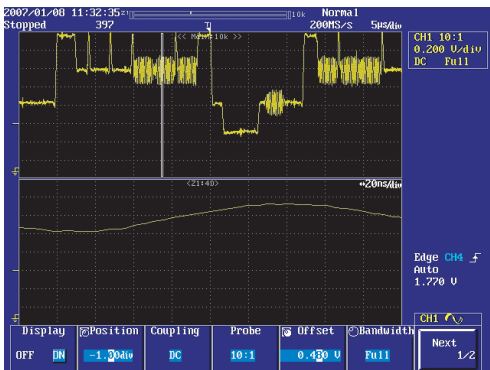 2007/01/08 11:32:35 10k Normal
Stopped 397 200MS/s 5µs/div
<< Main:10k >>
CH1 10:1
0.200 V/div
DC Full
<Z1:40> 20ns/div
Edge CH4
Auto
1.770 V
CH1
Display Position Coupling Probe Offset Bandwidth
OFF ON -1.00div DC 10:1 0.480 V Full
Next
1/2